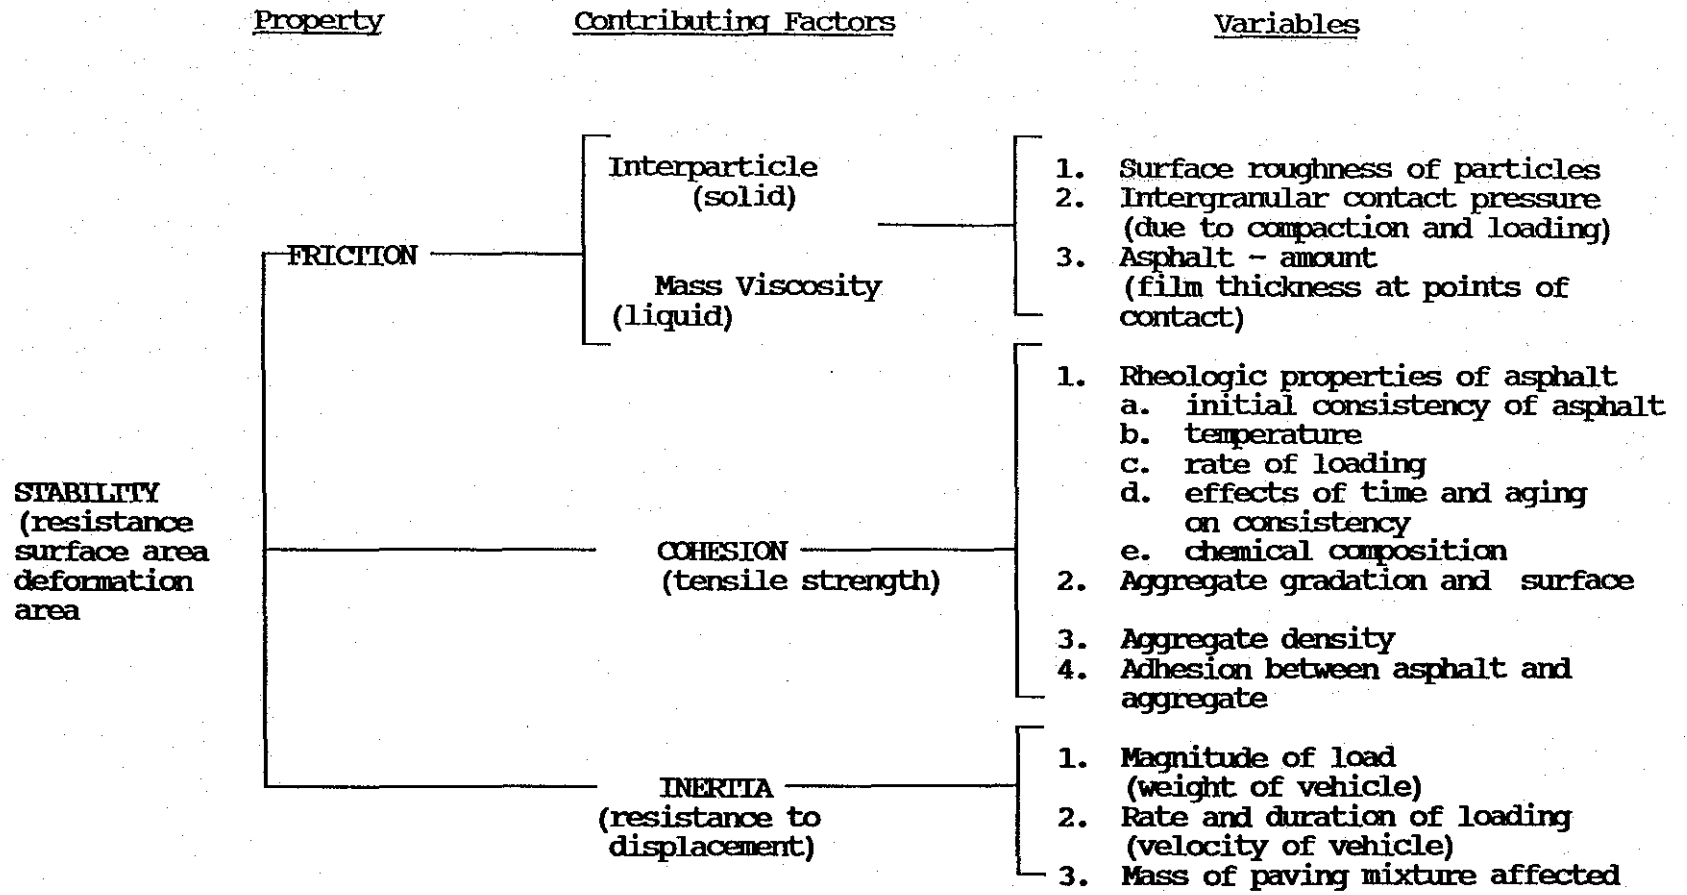 Property Contributing Factors Variables
Interparticle
(solid)
FRICTION
Mass Viscosity
(liquid)
1. Surface roughness of particles
2. Intergranular contact pressure
(due to compaction and loading)
3. Asphalt - amount
(film thickness at points of
contact)
STABILITY
(resistance
surface area
deformation
area
COHESION
(tensile strength)
1. Rheologic properties of asphalt
a. initial consistency of asphalt
b. temperature
c. rate of loading
d. effects of time and aging
on consistency
e. chemical composition
2. Aggregate gradation and surface
3. Aggregate density
4. Adhesion between asphalt and
aggregate
INERTIA
(resistance to
displacement)
1. Magnitude of load
(weight of vehicle)
2. Rate and duration of loading
(velocity of vehicle)
3. Mass of paving mixture affected